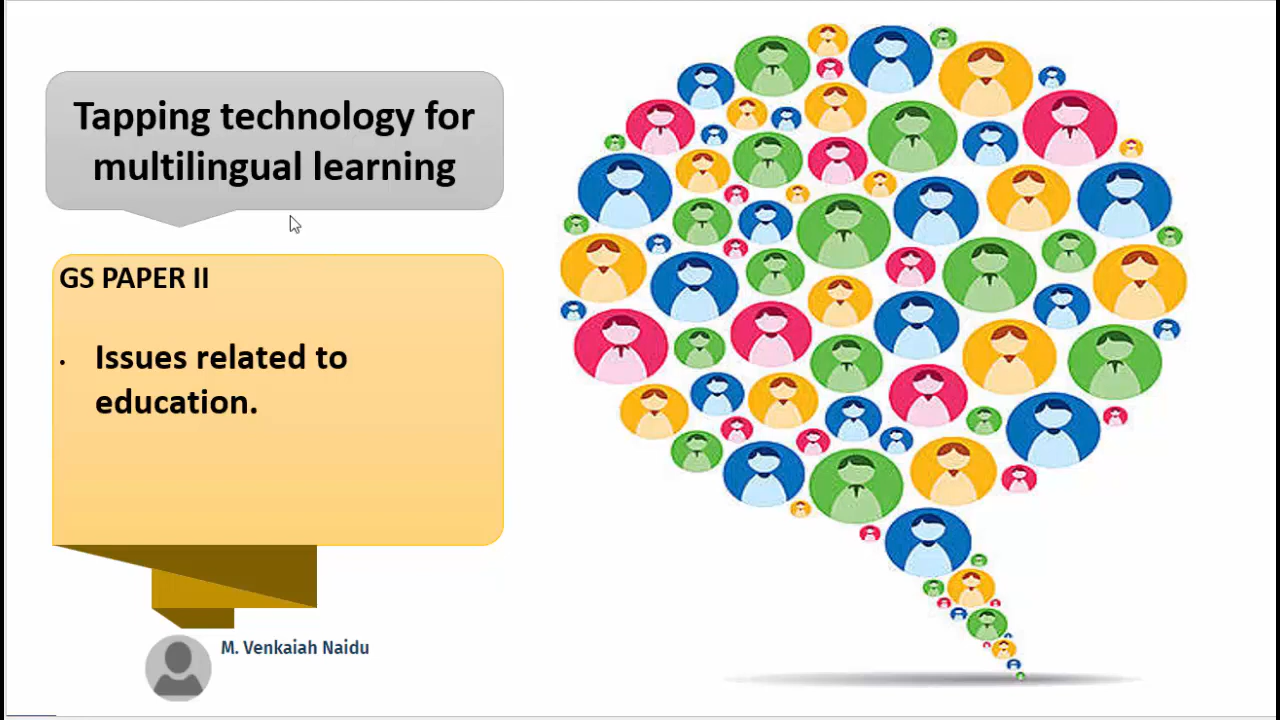 Tapping technology for
multilingual learning
GS PAPER II
• Issues related to
education.
M. Venkaiah Naidu